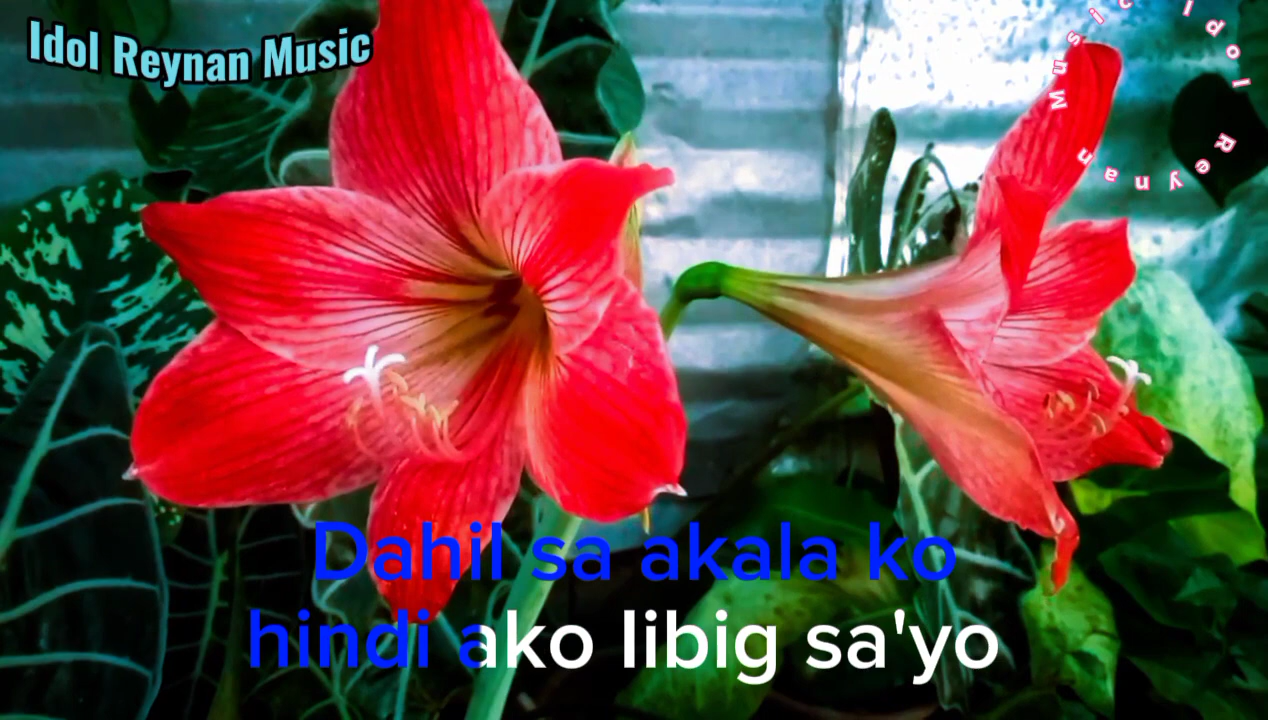 Idol Reynan Music
Idol Reynan Music
Dahil sa akala ko
hindi ako libig sa'yo